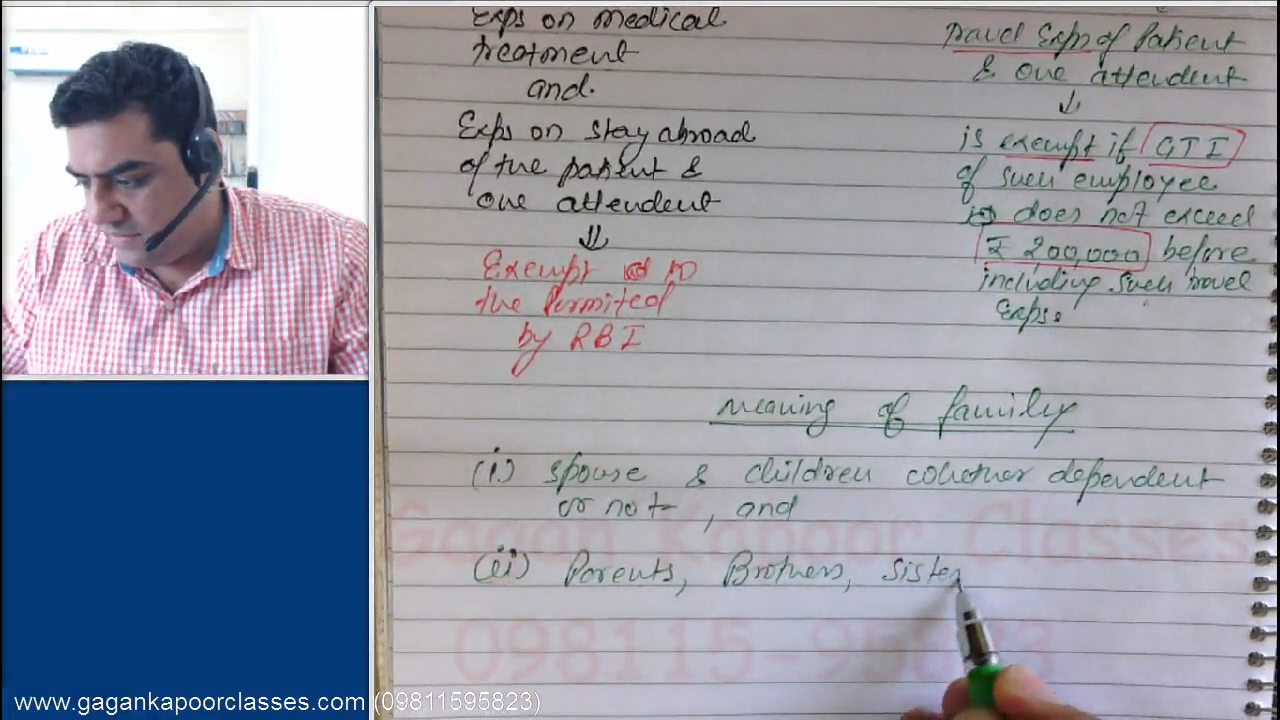 Exps on medical
treatment
and.
Exps on stay abroad
of the patient &
one attendent
Exempt to
the Permited
by RBI
Travel Exps of Patient
& one attendent
is exempt if GTI
of such employee
does not exceed
₹ 200,000 before
including such travel
Exps.
Meaning of family
(i) spouse & children whether dependent
or not , and
(ii) Parents, Brothers, Sister
Gagan Kapoor Classes
www.gagankapoorclasses.com (09811595823)